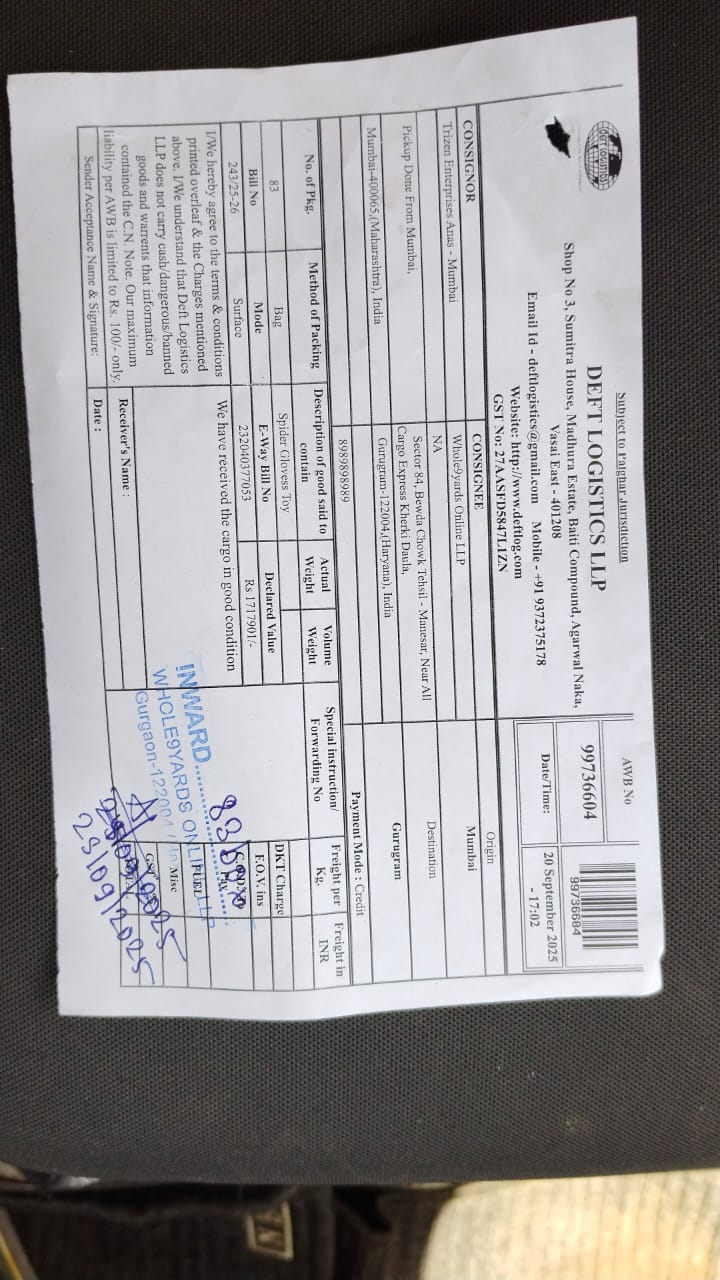 Subject to Palghar Jurisdiction
DEFT LOGISTICS
DEFT LOGISTICS LLP
Shop No 3, Sumitra House, Madhura Estate, Baiti Compound, Agarwal Naka,
Vasai East - 401208
Email Id - deftlogistics@gmail.com Mobile - +91 9372375178
Website: http://www.deftlog.com
GST No: 27AASFD5847L1ZN
AWB No
99736604
99736604
Date/Time:
20 September 2025
- 17:02
CONSIGNOR
CONSIGNEE
Origin
Trizen Enterprises Anas - Mumbai
Whole9yards Online LLP
Mumbai
NA
Pickup Done From Mumbai,
Sector 84, Bewda Chowk Tehsil - Manesar, Near All
Cargo Express Kherki Daula,
Destination
Mumbai-400065,(Maharashtra), India
Gurugram-122004,(Haryana), India
Gurugram
8989898989
Payment Mode : Credit
No. of Pkg.
Method of Packing
Description of good said to
contain
Actual
Weight
Volume
Weight
Special instruction/
Forwarding No
Freight per
Kg.
Freight in
INR
83
Bag
Spider Glovess Toy
DKT Charge
Bill No
Mode
E-Way Bill No
Declared Value
F.O.V. ins
243/25-26
Surface
232040377053
Rs 1717901/-
I/We hereby agree to the terms & conditions
printed overleaf & the Charges mentioned
above. I/We understand that Deft Logistics
LLP does not carry cash/dangerous/banned
goods and warrents that information
contained the C.N. Note. Our maximum
liability per AWB is limited to Rs. 100/- only.
Sender Acceptance Name & Signature:
We have received the cargo in good condition
Receiver's Name :
Date :
Misc
GST
INWARD
WHOLE9YARDS ONLINE LLP
Gurgaon-122004
83
23/09/2025